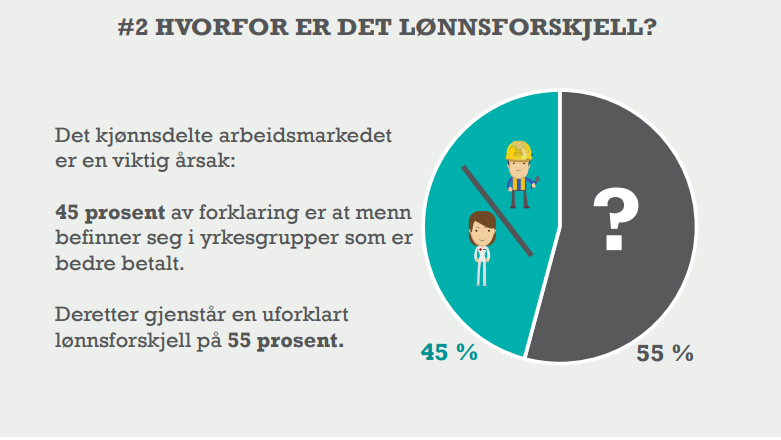 #2 HVORFOR ER DET LØNNSFORSKJELL?
Det kjønnsdelte arbeidsmarkedet
er en viktig årsak:
45 prosent av forklaring er at menn
befinner seg i yrkesgrupper som er
bedre betalt.
Deretter gjenstår en uforklart
lønnsforskjell på 55 prosent.
?
45 %
55 %